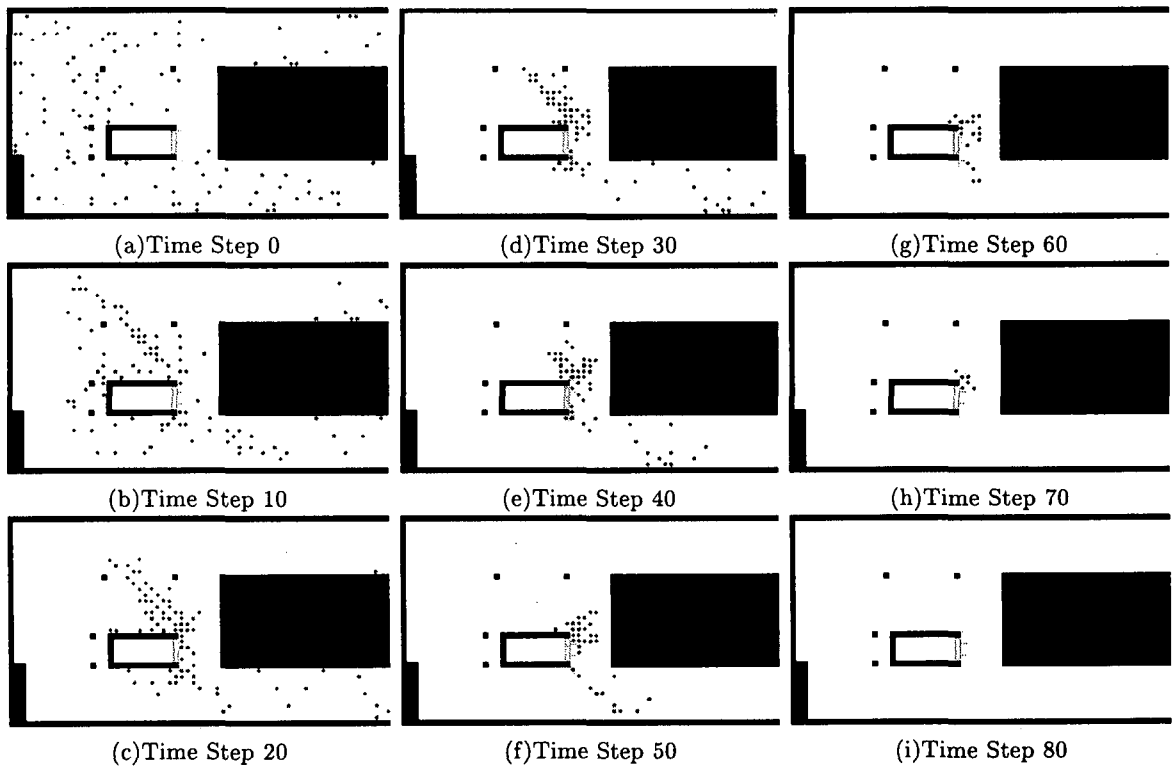 (a)Time Step 0
(d)Time Step 30
(g)Time Step 60
(b)Time Step 10
(e)Time Step 40
(h)Time Step 70
(c)Time Step 20
(f)Time Step 50
(i)Time Step 80